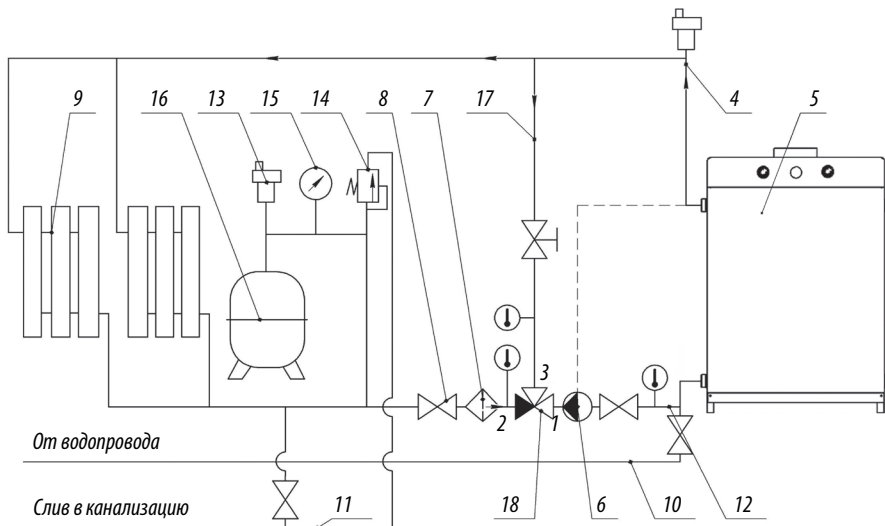 9 16 13 15 14 8 7 17 4 5
3
2 1
От водопровода
Слив в канализацию
11 18 6 10 12